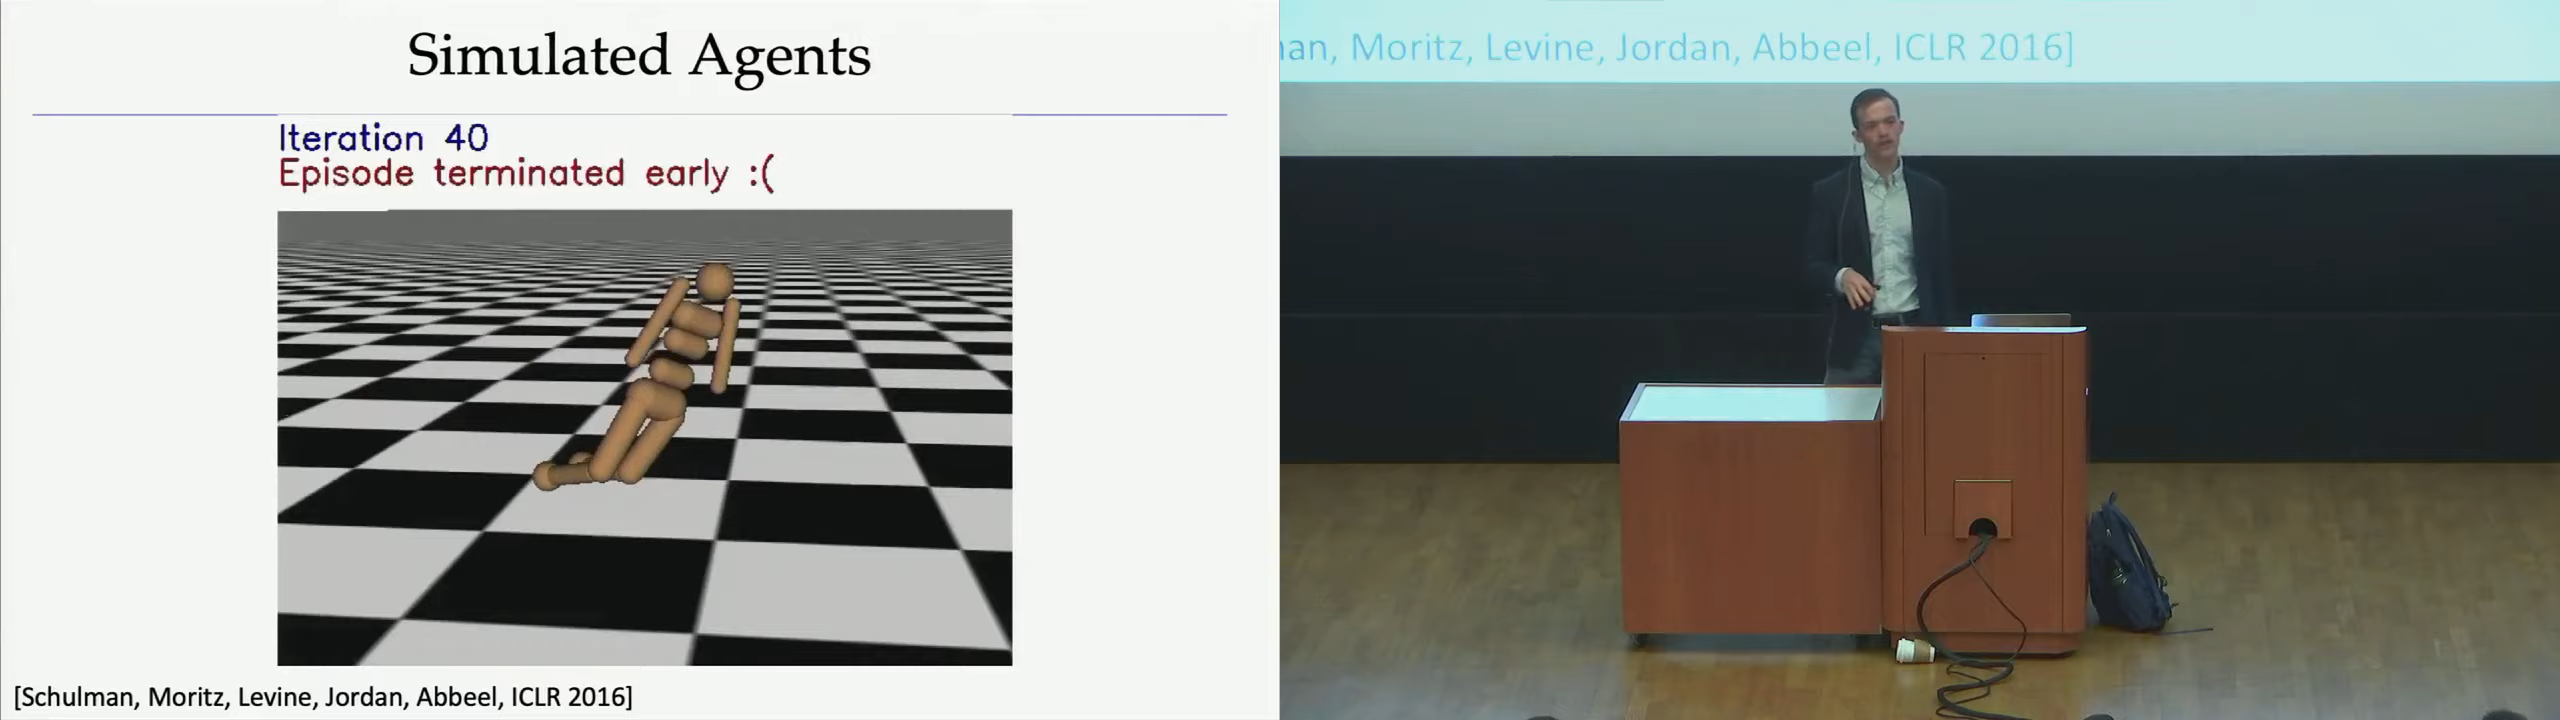 Simulated Agents
Iteration 40
Episode terminated early :(
[Schulman, Moritz, Levine, Jordan, Abbeel, ICLR 2016]
Moritz, Levine, Jordan, Abbeel, ICLR 2016]